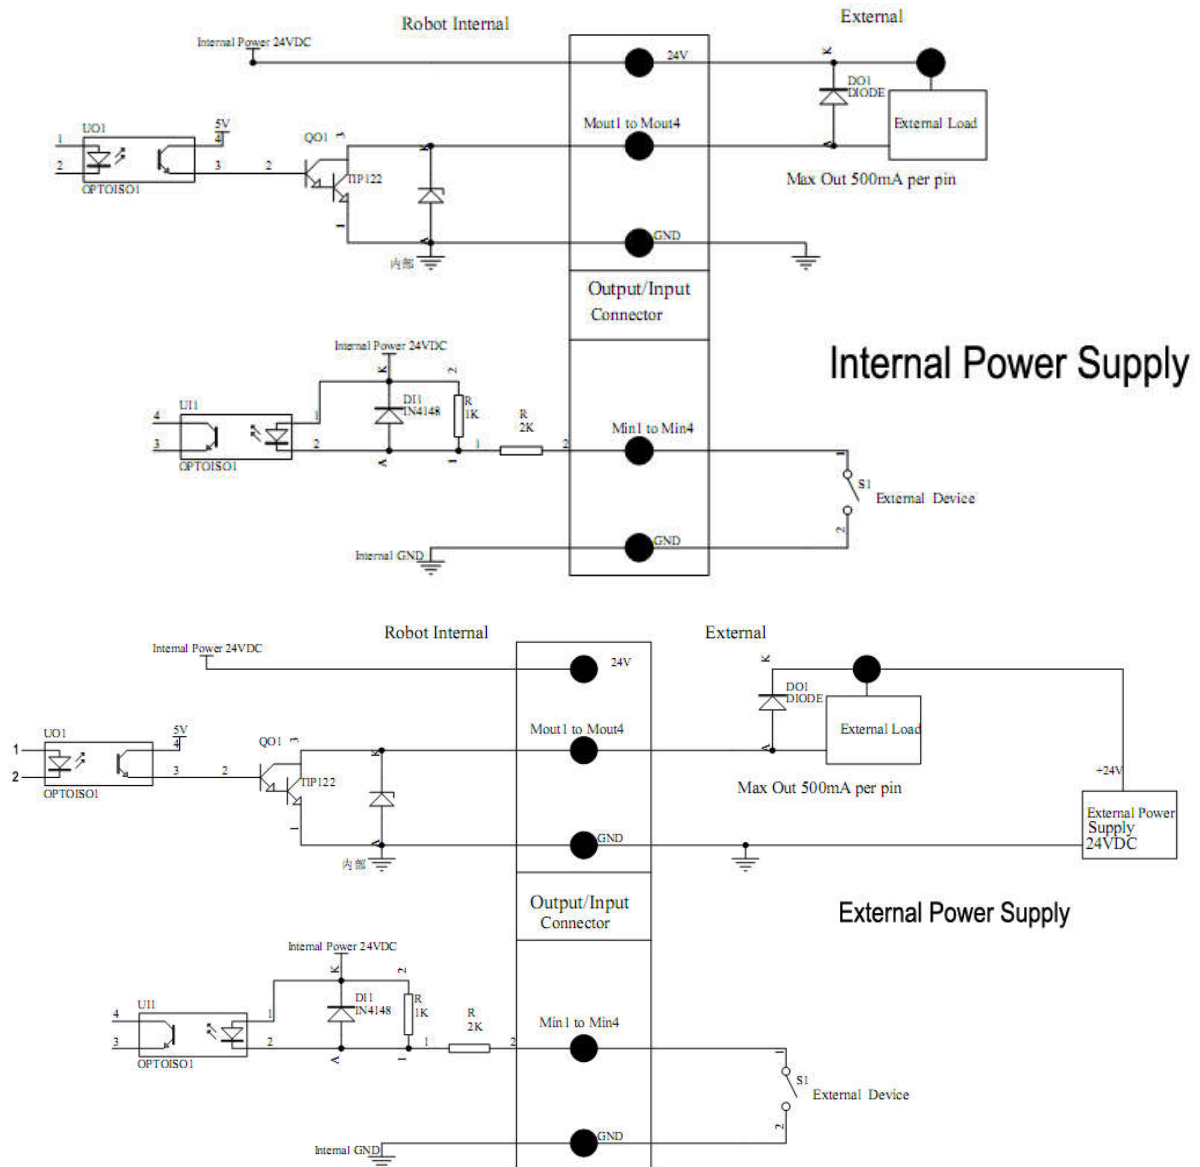 Robot Internal
External
Internal Power 24VDC
24V
K
DO1
DIODE
UO1
5V
4
QO1
3
Mout1 to Mout4
External Load
1
2
3
2
K
TIP122
A
OPTOISO1
Max Out 500mA per pin
1
A
GND
内部
Output/Input
Connector
Internal Power Supply
Internal Power 24VDC
K
2
DI1
IN4148
R
1K
R
2K
UI1
4
1
Min1 to Min4
3
2
1
2
1
OPTOISO1
A
1
S1
External Device
2
GND
Internal GND
Robot Internal
External
Internal Power 24VDC
24V
K
DO1
DIODE
UO1
5V
4
QO1
3
Mout1 to Mout4
External Load
1
2
3
2
K
TIP122
A
+24V
OPTOISO1
Max Out 500mA per pin
External Power
Supply
24VDC
1
A
GND
内部
Output/Input
Connector
External Power Supply
Internal Power 24VDC
K
2
DI1
IN4148
R
1K
R
2K
UI1
4
1
Min1 to Min4
3
2
1
2
1
OPTOISO1
A
1
S1
External Device
2
GND
Internal GND